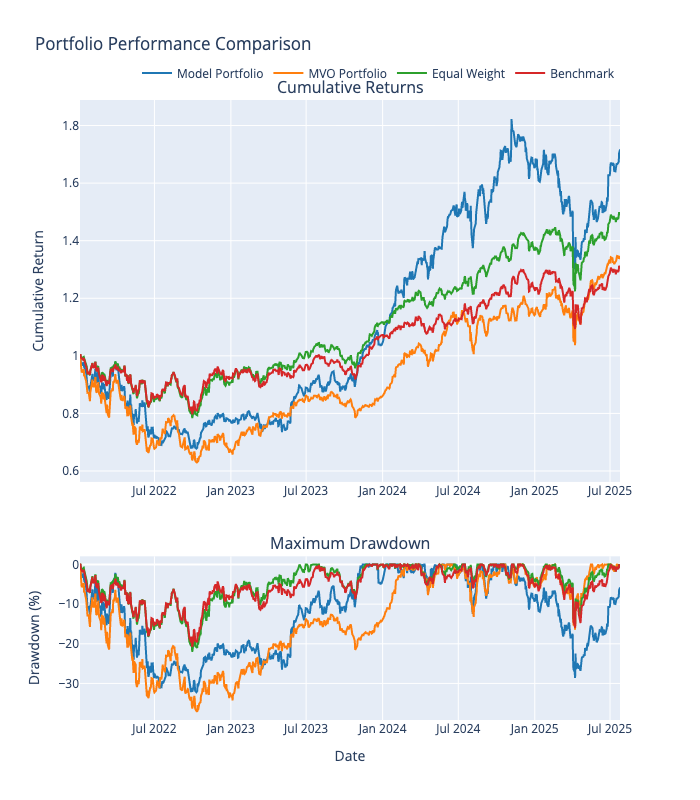 Portfolio Performance Comparison
Model Portfolio MVO Portfolio Equal Weight Benchmark
Cumulative Returns
1.8
1.6
1.4
1.2
1
0.8
0.6
Cumulative Return
Jul 2022 Jan 2023 Jul 2023 Jan 2024 Jul 2024 Jan 2025 Jul 2025
Maximum Drawdown
0
−10
−20
−30
Drawdown (%)
Jul 2022 Jan 2023 Jul 2023 Jan 2024 Jul 2024 Jan 2025 Jul 2025
Date